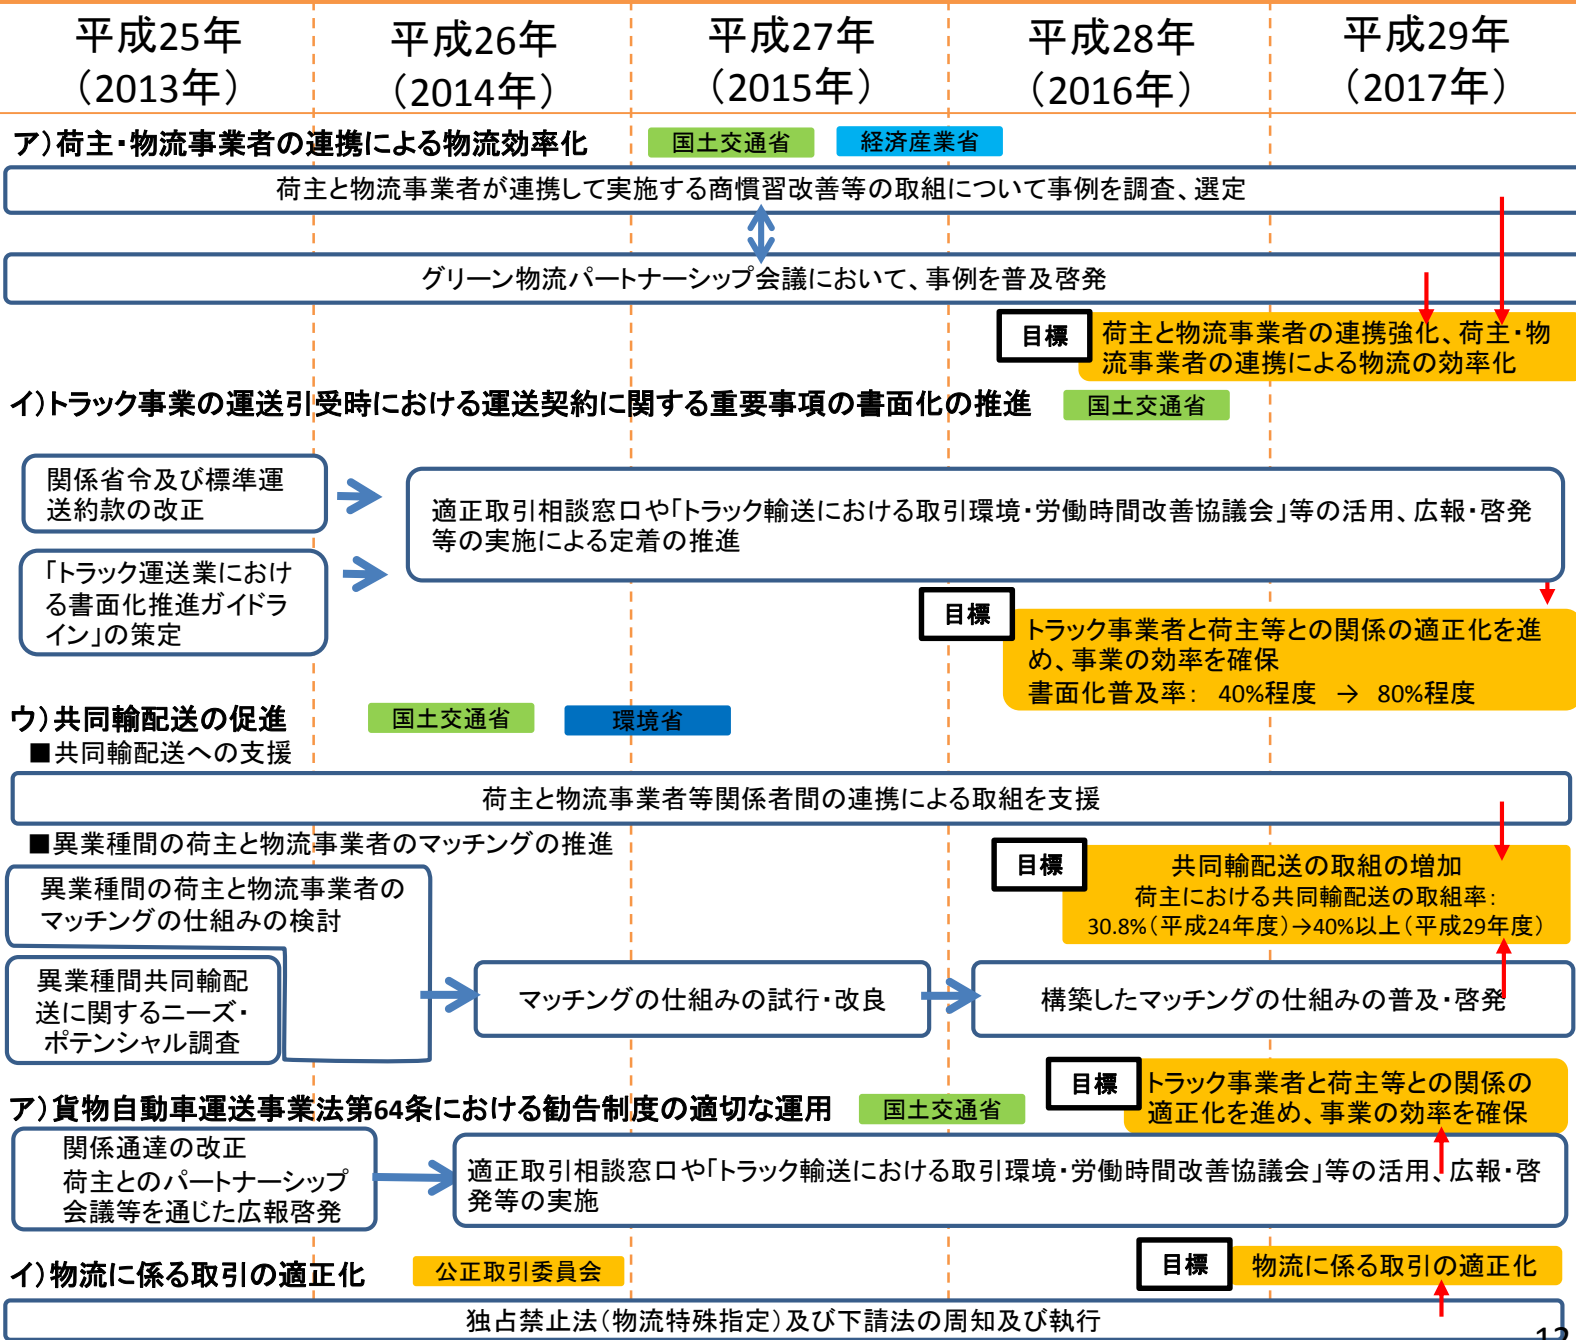 平成25年
（2013年）
平成26年
（2014年）
平成27年
（2015年）
平成28年
（2016年）
平成29年
（2017年）
ア）荷主・物流事業者の連携による物流効率化
国土交通省
経済産業省
荷主と物流事業者が連携して実施する商慣習改善等の取組について事例を調査、選定
グリーン物流パートナーシップ会議において、事例を普及啓発
目標
荷主と物流事業者の連携強化、荷主・物
流事業者の連携による物流の効率化
イ）トラック事業の運送引受時における運送契約に関する重要事項の書面化の推進
国土交通省
関係省令及び標準運
送約款の改正
「トラック運送業におけ
る書面化推進ガイドラ
イン」の策定
適正取引相談窓口や「トラック輸送における取引環境・労働時間改善協議会」等の活用、広報・啓発
等の実施による定着の推進
目標
トラック事業者と荷主等との関係の適正化を進
め、事業の効率を確保
書面化普及率： 40%程度 → 80%程度
ウ）共同輸配送の促進
国土交通省
環境省
■共同輸配送への支援
荷主と物流事業者等関係者間の連携による取組を支援
■異業種間の荷主と物流事業者のマッチングの推進
異業種間の荷主と物流事業者の
マッチングの仕組みの検討
異業種間共同輸配
送に関するニーズ・
ポテンシャル調査
マッチングの仕組みの試行・改良
構築したマッチングの仕組みの普及・啓発
目標
共同輸配送の取組の増加
荷主における共同輸配送の取組率：
30.8%（平成24年度）→40%以上（平成29年度）
ア）貨物自動車運送事業法第64条における勧告制度の適切な運用
国土交通省
目標
トラック事業者と荷主等との関係の
適正化を進め、事業の効率を確保
関係通達の改正
荷主とのパートナーシップ
会議等を通じた広報啓発
適正取引相談窓口や「トラック輸送における取引環境・労働時間改善協議会」等の活用、広報・啓
発等の実施
イ）物流に係る取引の適正化
公正取引委員会
目標
物流に係る取引の適正化
独占禁止法（物流特殊指定）及び下請法の周知及び執行